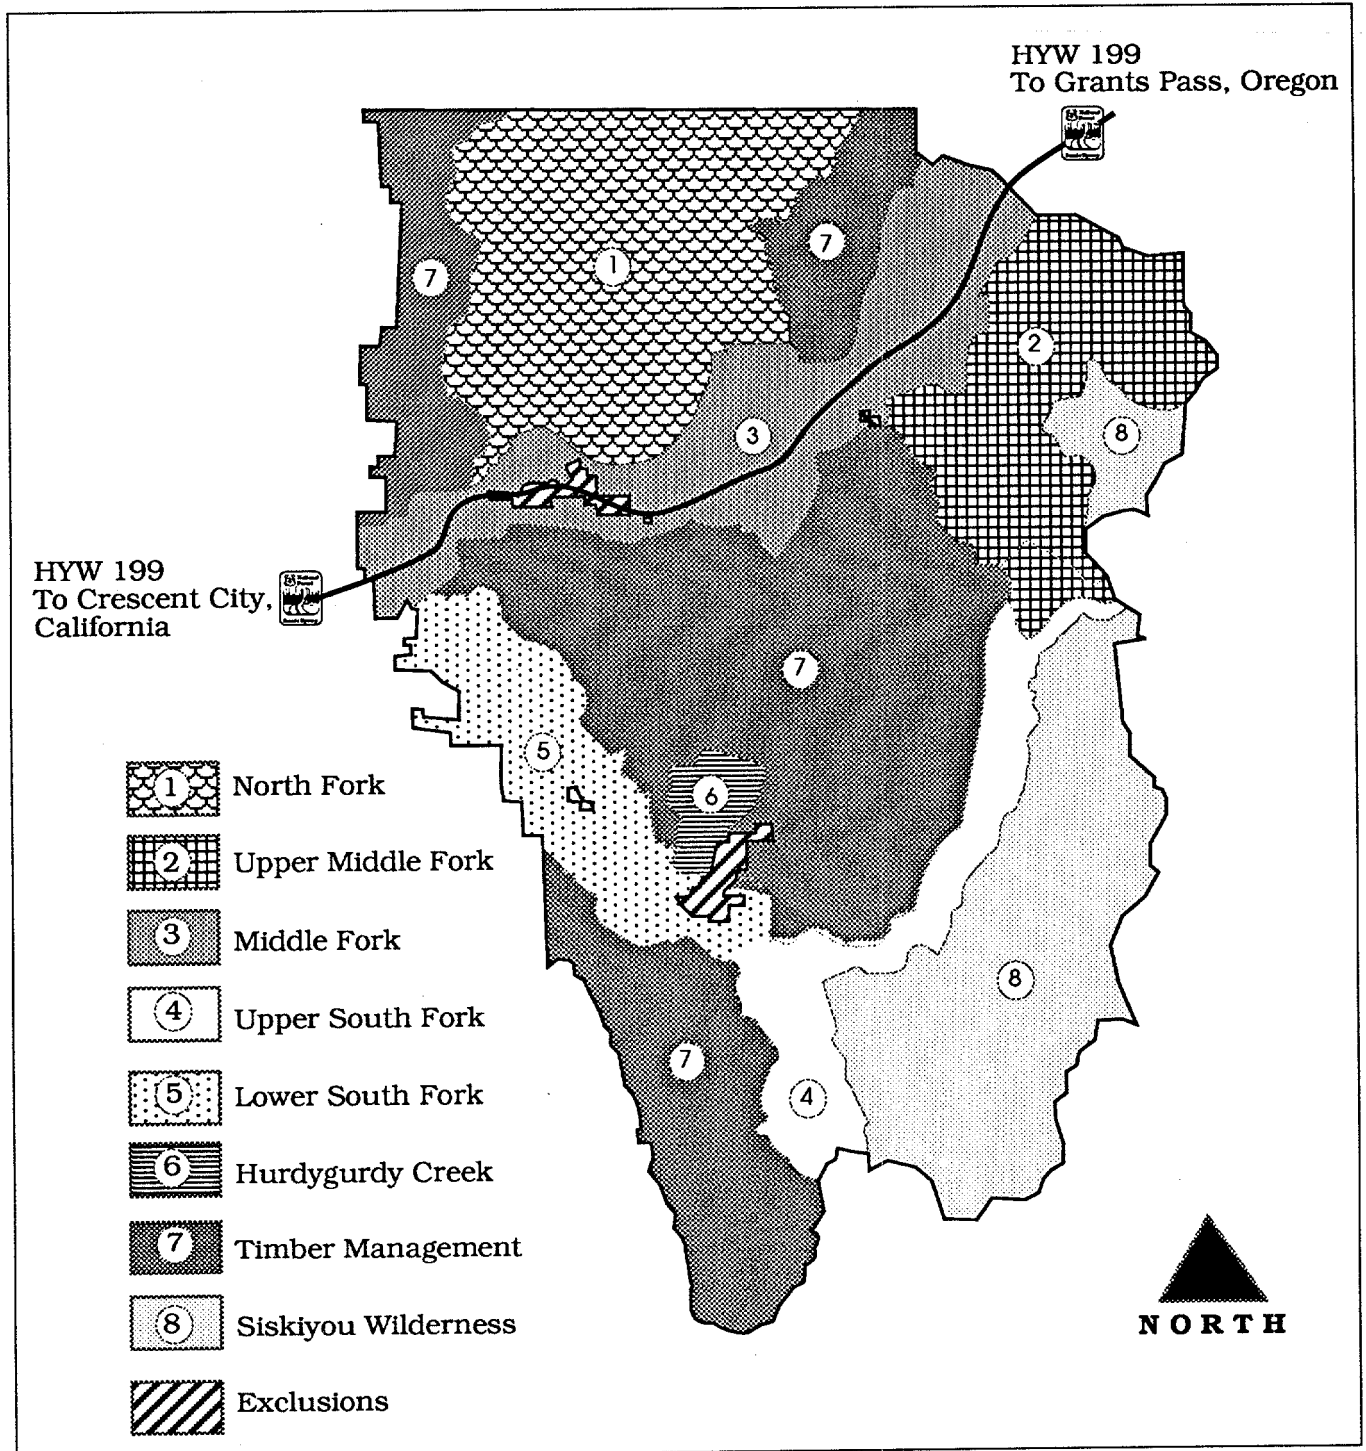 HYW 199
To Grants Pass, Oregon
7
1
7
2
3
8
HYW 199
To Crescent City,
California
7
5
6
8
7
4
1 North Fork
2 Upper Middle Fork
3 Middle Fork
4 Upper South Fork
5 Lower South Fork
6 Hurdygurdy Creek
7 Timber Management
8 Siskiyou Wilderness
Exclusions
NORTH